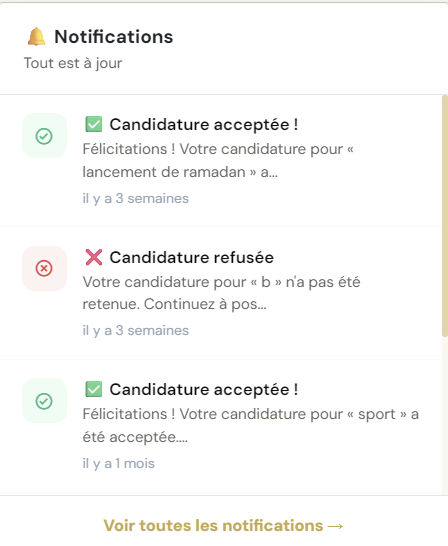 🔔 Notifications
Tout est à jour
✅ Candidature acceptée !
Félicitations ! Votre candidature pour «
lancement de ramadan » a...
il y a 3 semaines
❌ Candidature refusée
Votre candidature pour « b » n'a pas été
retenue. Continuez à pos...
il y a 3 semaines
✅ Candidature acceptée !
Félicitations ! Votre candidature pour « sport » a
été acceptée....
il y a 1 mois
Voir toutes les notifications →